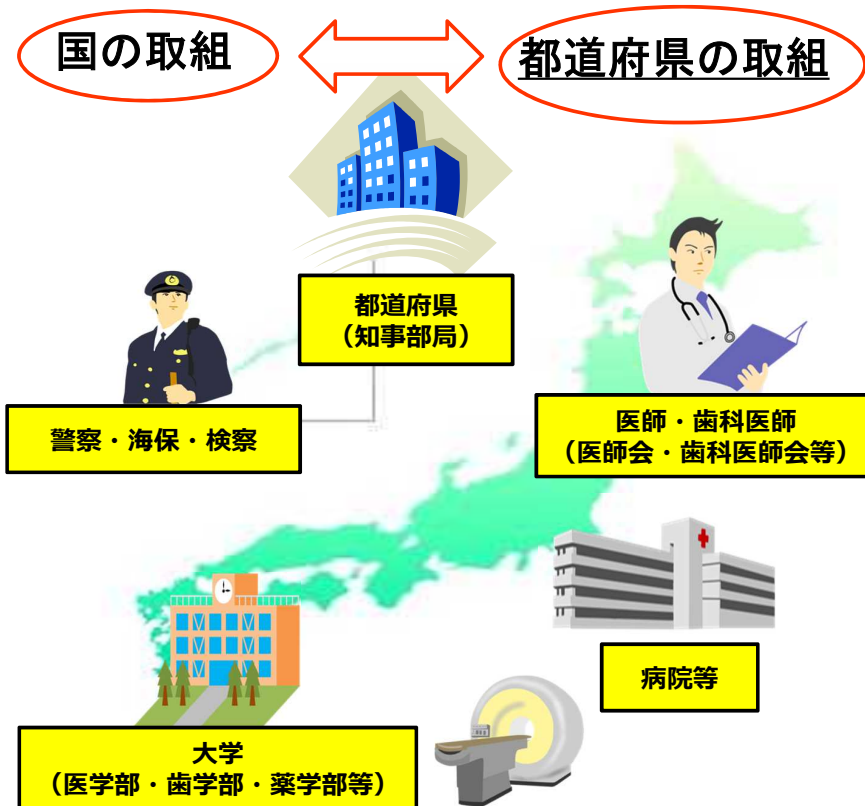 国の取組
都道府県の取組
都道府県
（知事部局）
警察・海保・検察
医師・歯科医師
（医師会・歯科医師会等）
病院等
大学
（医学部・歯学部・薬学部等）